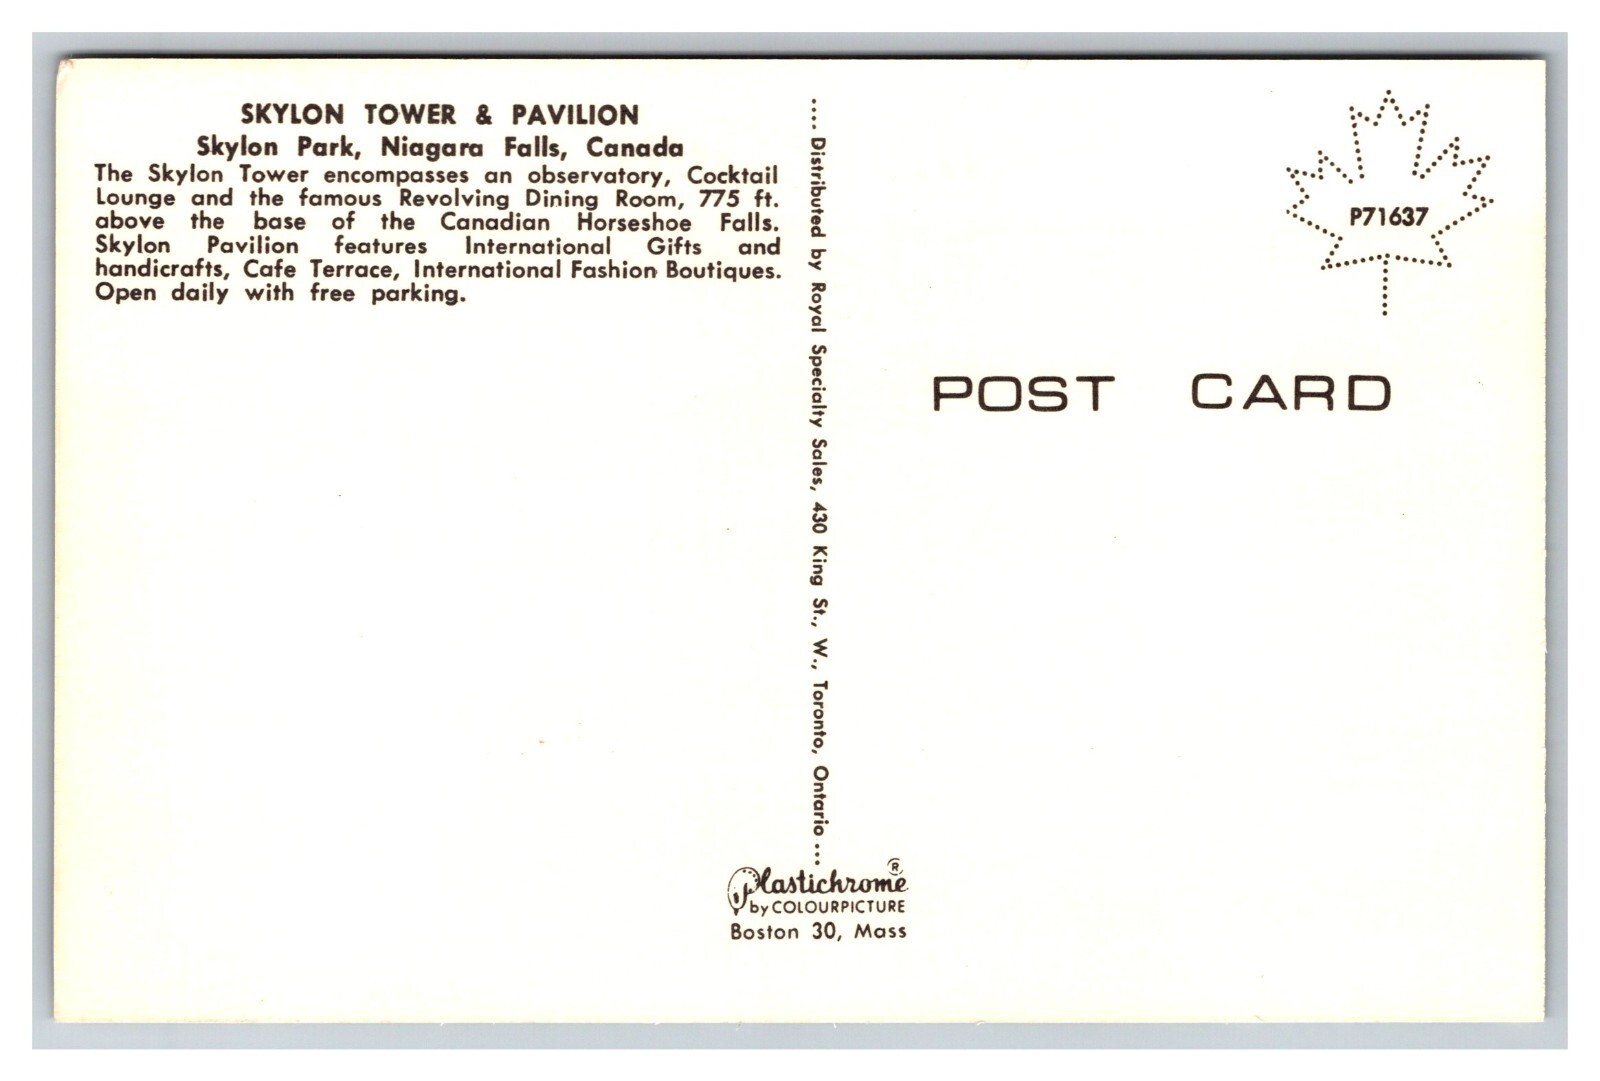 SKYLON TOWER & PAVILION
Skylon Park, Niagara Falls, Canada
The Skylon Tower encompasses an observatory, Cocktail
Lounge and the famous Revolving Dining Room, 775 ft.
above the base of the Canadian Horseshoe Falls.
Skylon Pavilion features International Gifts and
handicrafts, Cafe Terrace, International Fashion Boutiques.
Open daily with free parking.
.... Distributed by Royal Specialty Sales, 430 King St., W., Toronto, Ontario ....
Plastichrome ®
by COLOURPICTURE
Boston 30, Mass
P71637
POST CARD